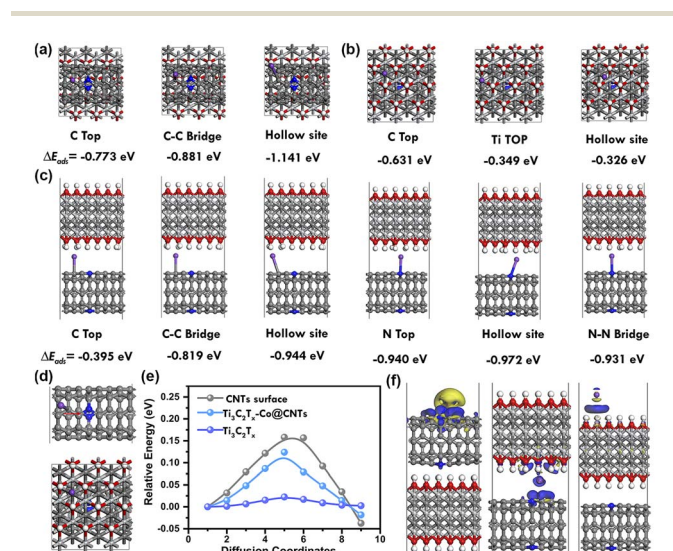 (a)
(b)
C Top
C-C Bridge
Hollow site
C Top
Ti TOP
Hollow site
ΔEads= -0.773 eV
-0.881 eV
-1.141 eV
-0.631 eV
-0.349 eV
-0.326 eV
(c)
C Top
C-C Bridge
Hollow site
N Top
Hollow site
N-N Bridge
ΔEads= -0.395 eV
-0.819 eV
-0.944 eV
-0.940 eV
-0.972 eV
-0.931 eV
(d)
(e)
(f)
Relative Energy (eV)
0.25
0.20
0.15
0.10
0.05
0.00
-0.05
CNTs surface
Ti3C2Tx-Co@CNTs
Ti3C2Tx
0
2
4
6
8
10
Diffusion Coordinates